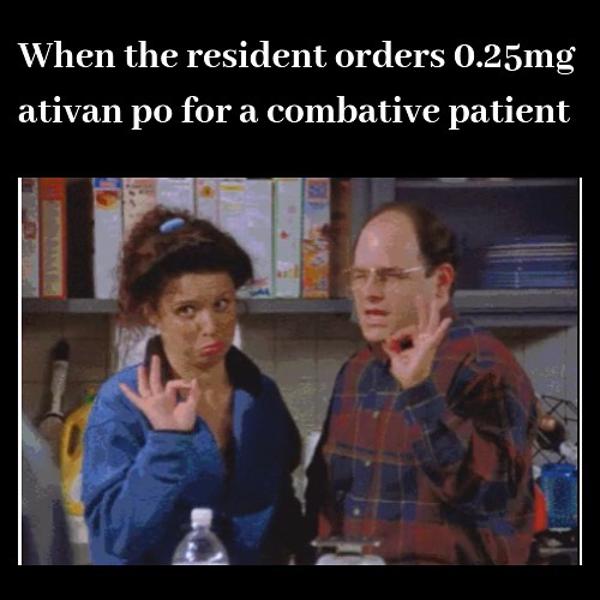 When the resident orders 0.25mg
ativan po for a combative patient